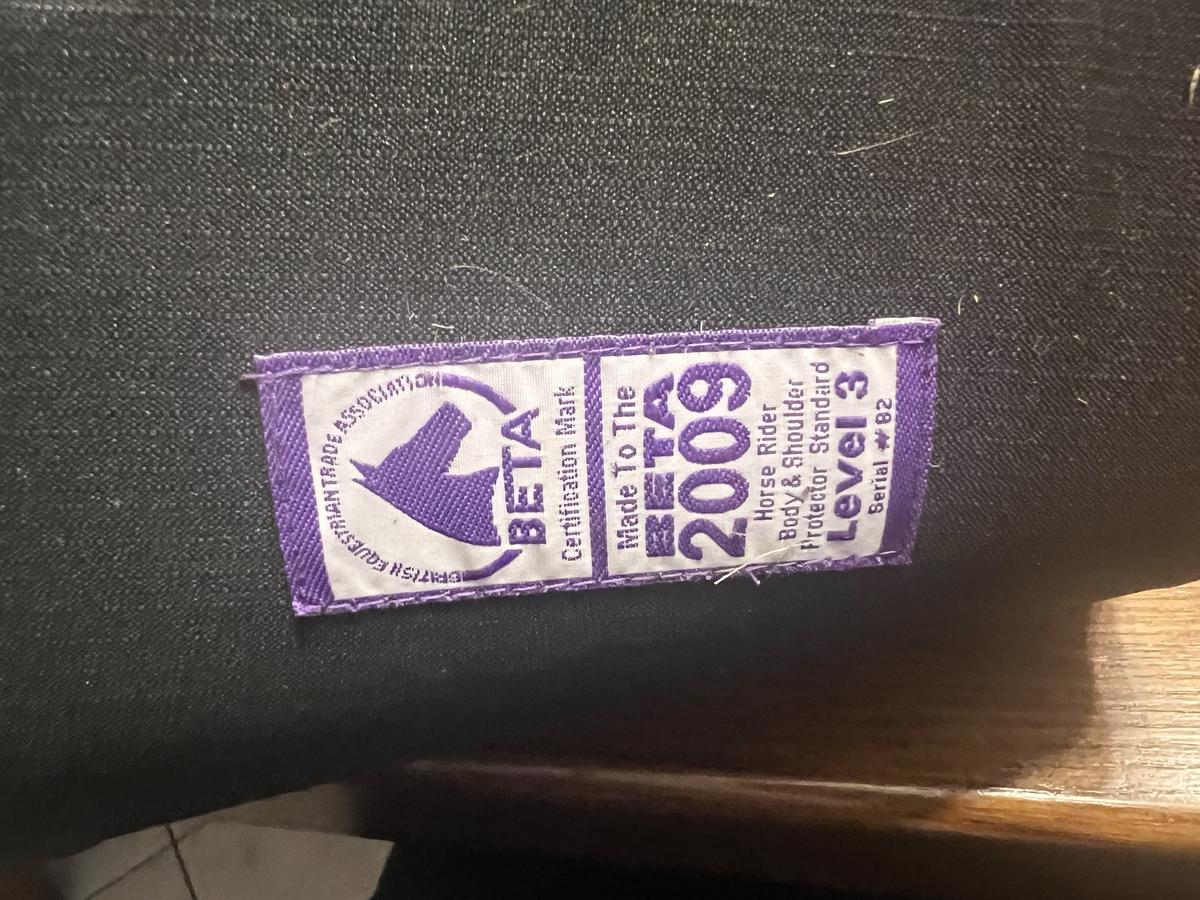 BRITISH EQUESTRIAN TRADE ASSOCIATION
BETA
Certification Mark
Made To The
BETA
2009
Horse Rider
Body & Shoulder
Protector Standard
Level 3
Serial # 82